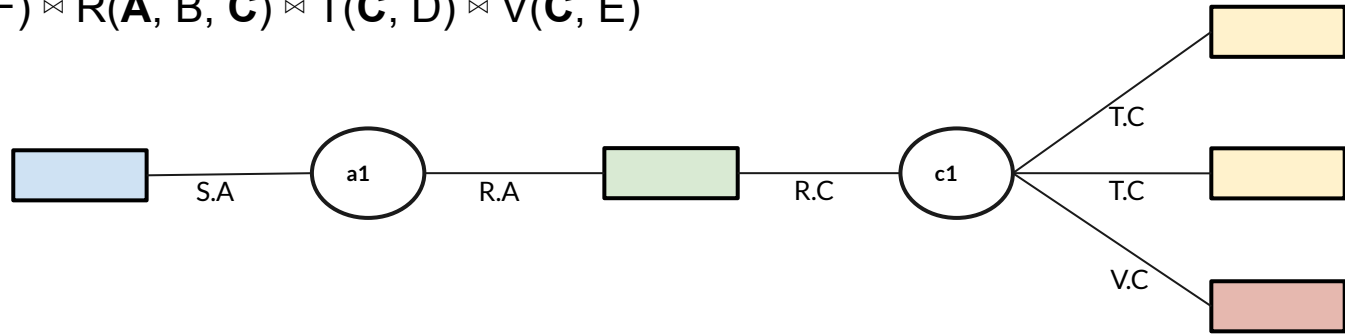 ) ⋈ R(A, B, C) ⋈ T(C, D) ⋈ V(C, E)
T.C
a1
c1
S.A
R.A
R.C
T.C
V.C